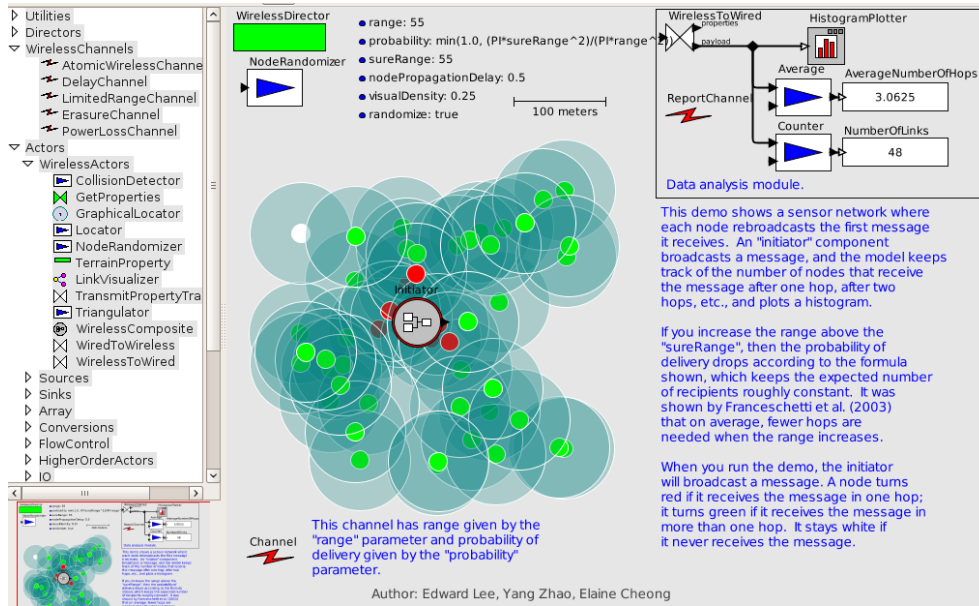 Utilities
Directors
WirelessChannels
AtomicWirelessChanne
DelayChannel
LimitedRangeChannel
ErasureChannel
PowerLossChannel
Actors
WirelessActors
CollisionDetector
GetProperties
GraphicalLocator
Locator
NodeRandomizer
TerrainProperty
LinkVisualizer
TransmitPropertyTra
Triangulator
WirelessComposite
WiredToWireless
WirelessToWired
Sources
Sinks
Array
Conversions
FlowControl
HigherOrderActors
IO
WirelessDirector
NodeRandomizer
range: 55
probability: min(1.0, (PI*sureRange^2)/(PI*range^2))
sureRange: 55
nodePropagationDelay: 0.5
visualDensity: 0.25
randomize: true
100 meters
Initiator
WirelessToWired
properties
payload
HistogramPlotter
ReportChannel
Average
AverageNumberOfHops
3.0625
Counter
NumberOfLinks
48
Data analysis module.
This demo shows a sensor network where
each node rebroadcasts the first message
it receives. An "initiator" component
broadcasts a message, and the model keeps
track of the number of nodes that receive
the message after one hop, after two
hops, etc., and plots a histogram.
If you increase the range above the
"sureRange", then the probability of
delivery drops according to the formula
shown, which keeps the expected number
of recipients roughly constant. It was
shown by Franceschetti et al. (2003)
that on average, fewer hops are
needed when the range increases.
When you run the demo, the initiator
will broadcast a message. A node turns
red if it receives the message in one hop;
it turns green if it receives the message in
more than one hop. It stays white if
it never receives the message.
Channel
This channel has range given by the
"range" parameter and probability of
delivery given by the "probability"
parameter.
Author: Edward Lee, Yang Zhao, Elaine Cheong